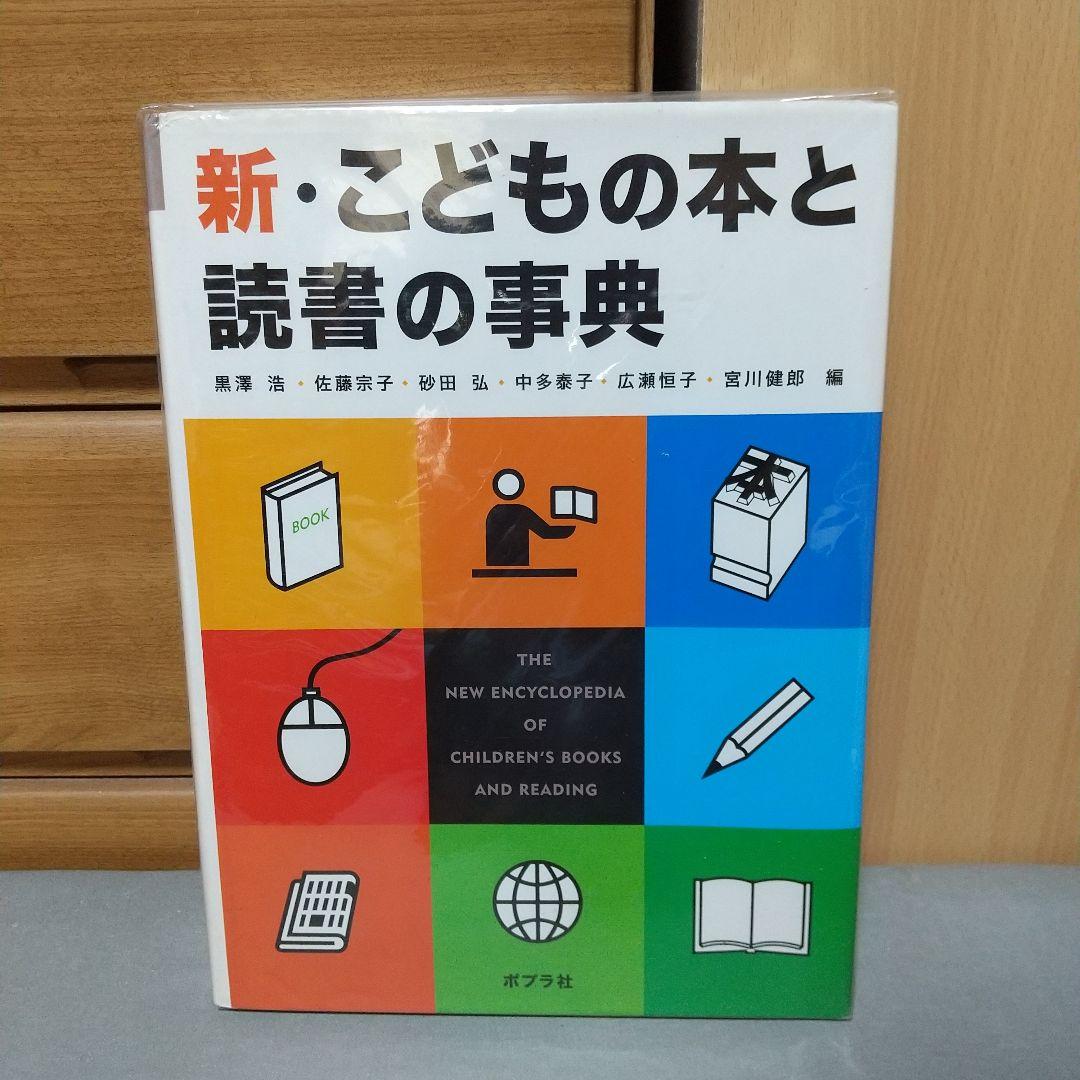 新・こどもの本と
読書の事典
黒澤 浩・佐藤宗子・砂田 弘・中多泰子・広瀬恒子・宮川健郎 編
BOOK
本
THE
NEW ENCYCLOPEDIA
OF
CHILDREN'S BOOKS
AND READING
ポプラ社